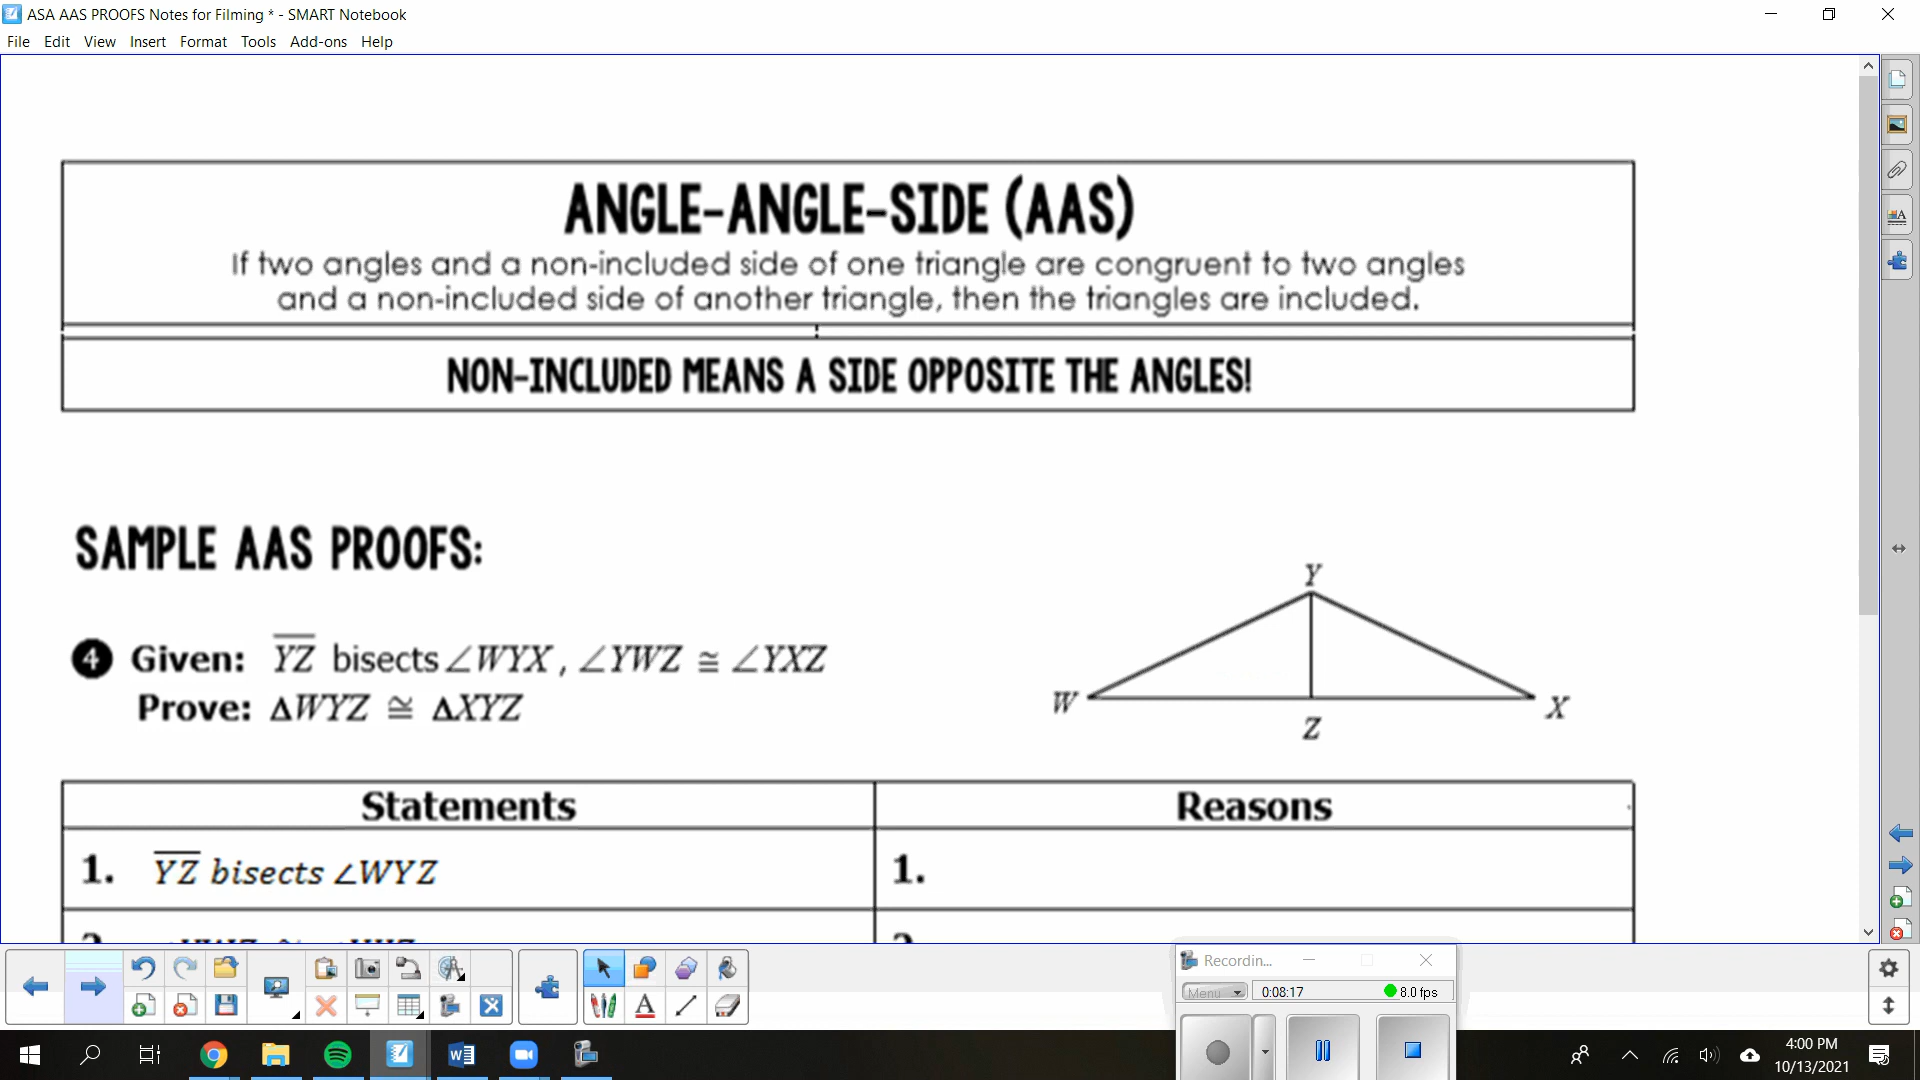 ASA AAS PROOFS Notes for Filming * - SMART Notebook
File Edit View Insert Format Tools Add-ons Help
ANGLE-ANGLE-SIDE (AAS)
If two angles and a non-included side of one triangle are congruent to two angles
and a non-included side of another triangle, then the triangles are included.
NON-INCLUDED MEANS A SIDE OPPOSITE THE ANGLES!
SAMPLE AAS PROOFS:
Y
W
X
Z
4 Given: YZ bisects ∠WYX, ∠YWZ ≅ ∠YXZ
Prove: ΔWYZ ≅ ΔXYZ
Statements Reasons
1. YZ bisects ∠WYZ 1.
Recordin...
Menu 0:08:17 8.0 fps
4:00 PM
10/13/2021